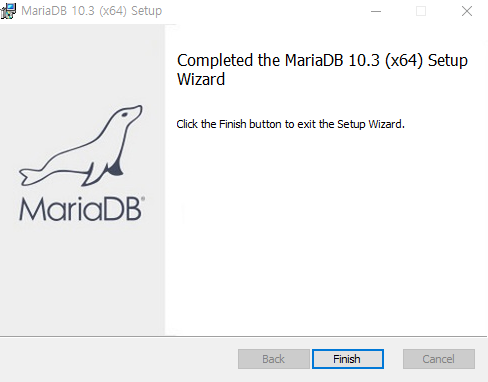 MariaDB 10.3 (x64) Setup
Completed the MariaDB 10.3 (x64) Setup
Wizard
Click the Finish button to exit the Setup Wizard.
MariaDB®
Back
Finish
Cancel